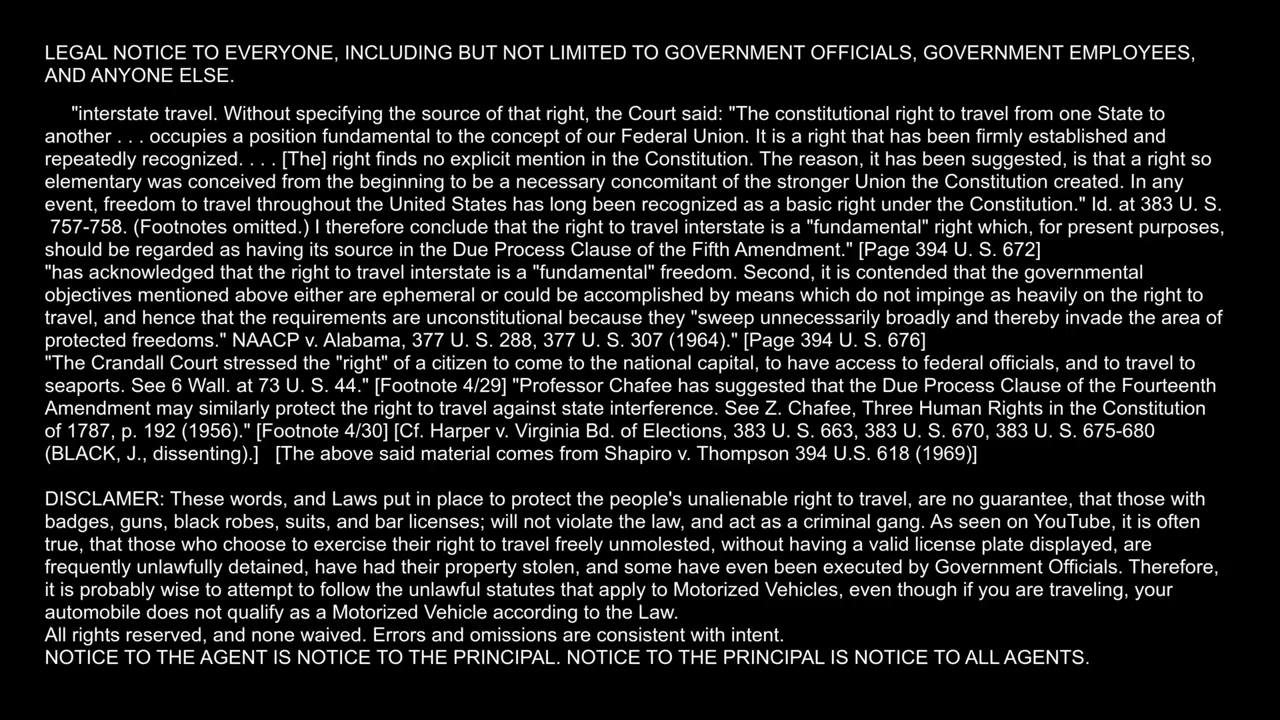 LEGAL NOTICE TO EVERYONE, INCLUDING BUT NOT LIMITED TO GOVERNMENT OFFICIALS, GOVERNMENT EMPLOYEES,
AND ANYONE ELSE.
"interstate travel. Without specifying the source of that right, the Court said: "The constitutional right to travel from one State to
another . . . occupies a position fundamental to the concept of our Federal Union. It is a right that has been firmly established and
repeatedly recognized. . . . [The] right finds no explicit mention in the Constitution. The reason, it has been suggested, is that a right so
elementary was conceived from the beginning to be a necessary concomitant of the stronger Union the Constitution created. In any
event, freedom to travel throughout the United States has long been recognized as a basic right under the Constitution." Id. at 383 U. S.
757-758. (Footnotes omitted.) I therefore conclude that the right to travel interstate is a "fundamental" right which, for present purposes,
should be regarded as having its source in the Due Process Clause of the Fifth Amendment." [Page 394 U. S. 672]
"has acknowledged that the right to travel interstate is a "fundamental" freedom. Second, it is contended that the governmental
objectives mentioned above either are ephemeral or could be accomplished by means which do not impinge as heavily on the right to
travel, and hence that the requirements are unconstitutional because they "sweep unnecessarily broadly and thereby invade the area of
protected freedoms." NAACP v. Alabama, 377 U. S. 288, 377 U. S. 307 (1964)." [Page 394 U. S. 676]
"The Crandall Court stressed the "right" of a citizen to come to the national capital, to have access to federal officials, and to travel to
seaports. See 6 Wall. at 73 U. S. 44." [Footnote 4/29] "Professor Chafee has suggested that the Due Process Clause of the Fourteenth
Amendment may similarly protect the right to travel against state interference. See Z. Chafee, Three Human Rights in the Constitution
of 1787, p. 192 (1956)." [Footnote 4/30] [Cf. Harper v. Virginia Bd. of Elections, 383 U. S. 663, 383 U. S. 670, 383 U. S. 675-680
(BLACK, J., dissenting).] [The above said material comes from Shapiro v. Thompson 394 U.S. 618 (1969)]
DISCLAMER: These words, and Laws put in place to protect the people's unalienable right to travel, are no guarantee, that those with
badges, guns, black robes, suits, and bar licenses; will not violate the law, and act as a criminal gang. As seen on YouTube, it is often
true, that those who choose to exercise their right to travel freely unmolested, without having a valid license plate displayed, are
frequently unlawfully detained, have had their property stolen, and some have even been executed by Government Officials. Therefore,
it is probably wise to attempt to follow the unlawful statutes that apply to Motorized Vehicles, even though if you are traveling, your
automobile does not qualify as a Motorized Vehicle according to the Law.
All rights reserved, and none waived. Errors and omissions are consistent with intent.
NOTICE TO THE AGENT IS NOTICE TO THE PRINCIPAL. NOTICE TO THE PRINCIPAL IS NOTICE TO ALL AGENTS.